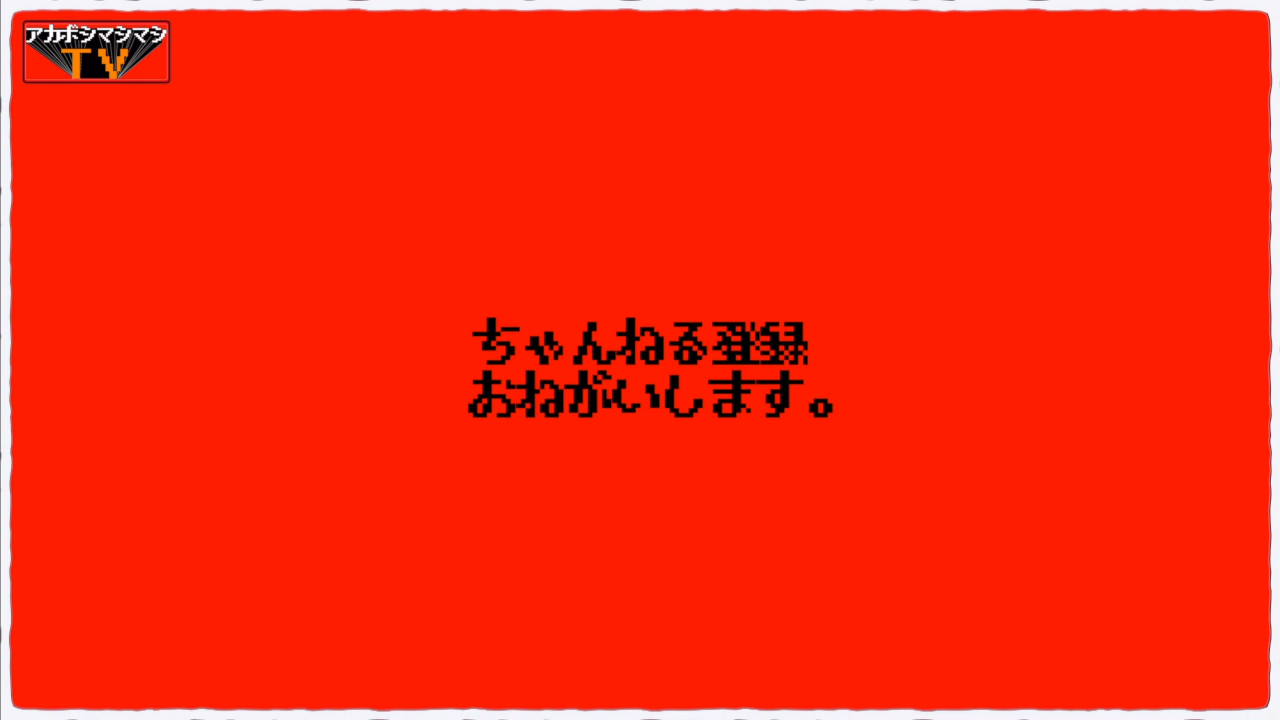 アカボシマシマシ
TV
ちゃんねる登録
おねがいします。